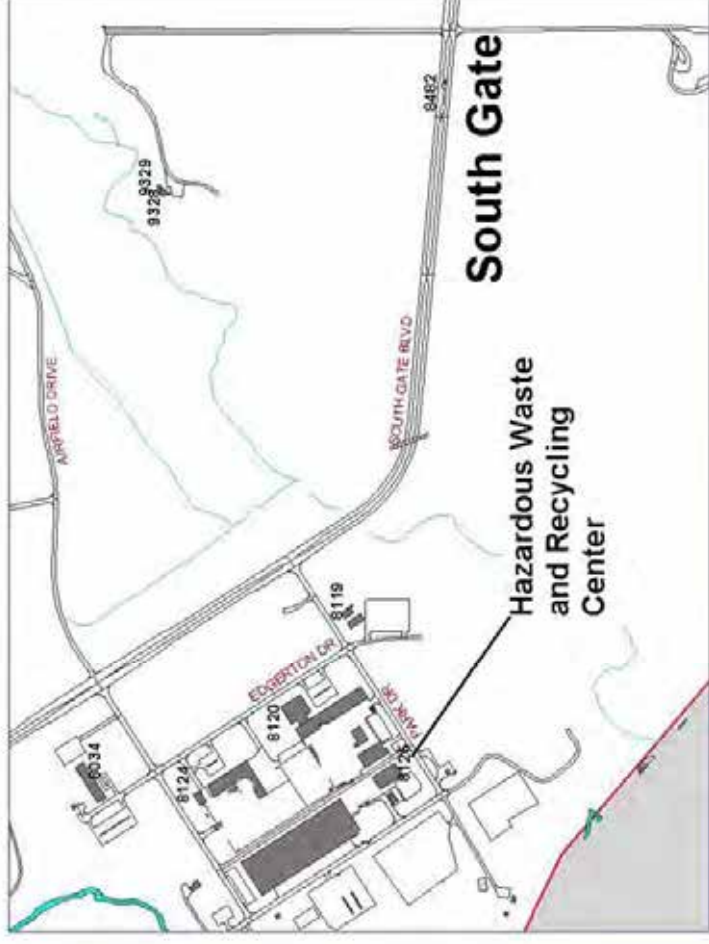 9329
9328
8482
South Gate
AIRFIELD DRIVE
SOUTH GATE BLVD
Hazardous Waste
and Recycling
Center
8119
EDGERTON DR
PARK DR
8120
8126
8124